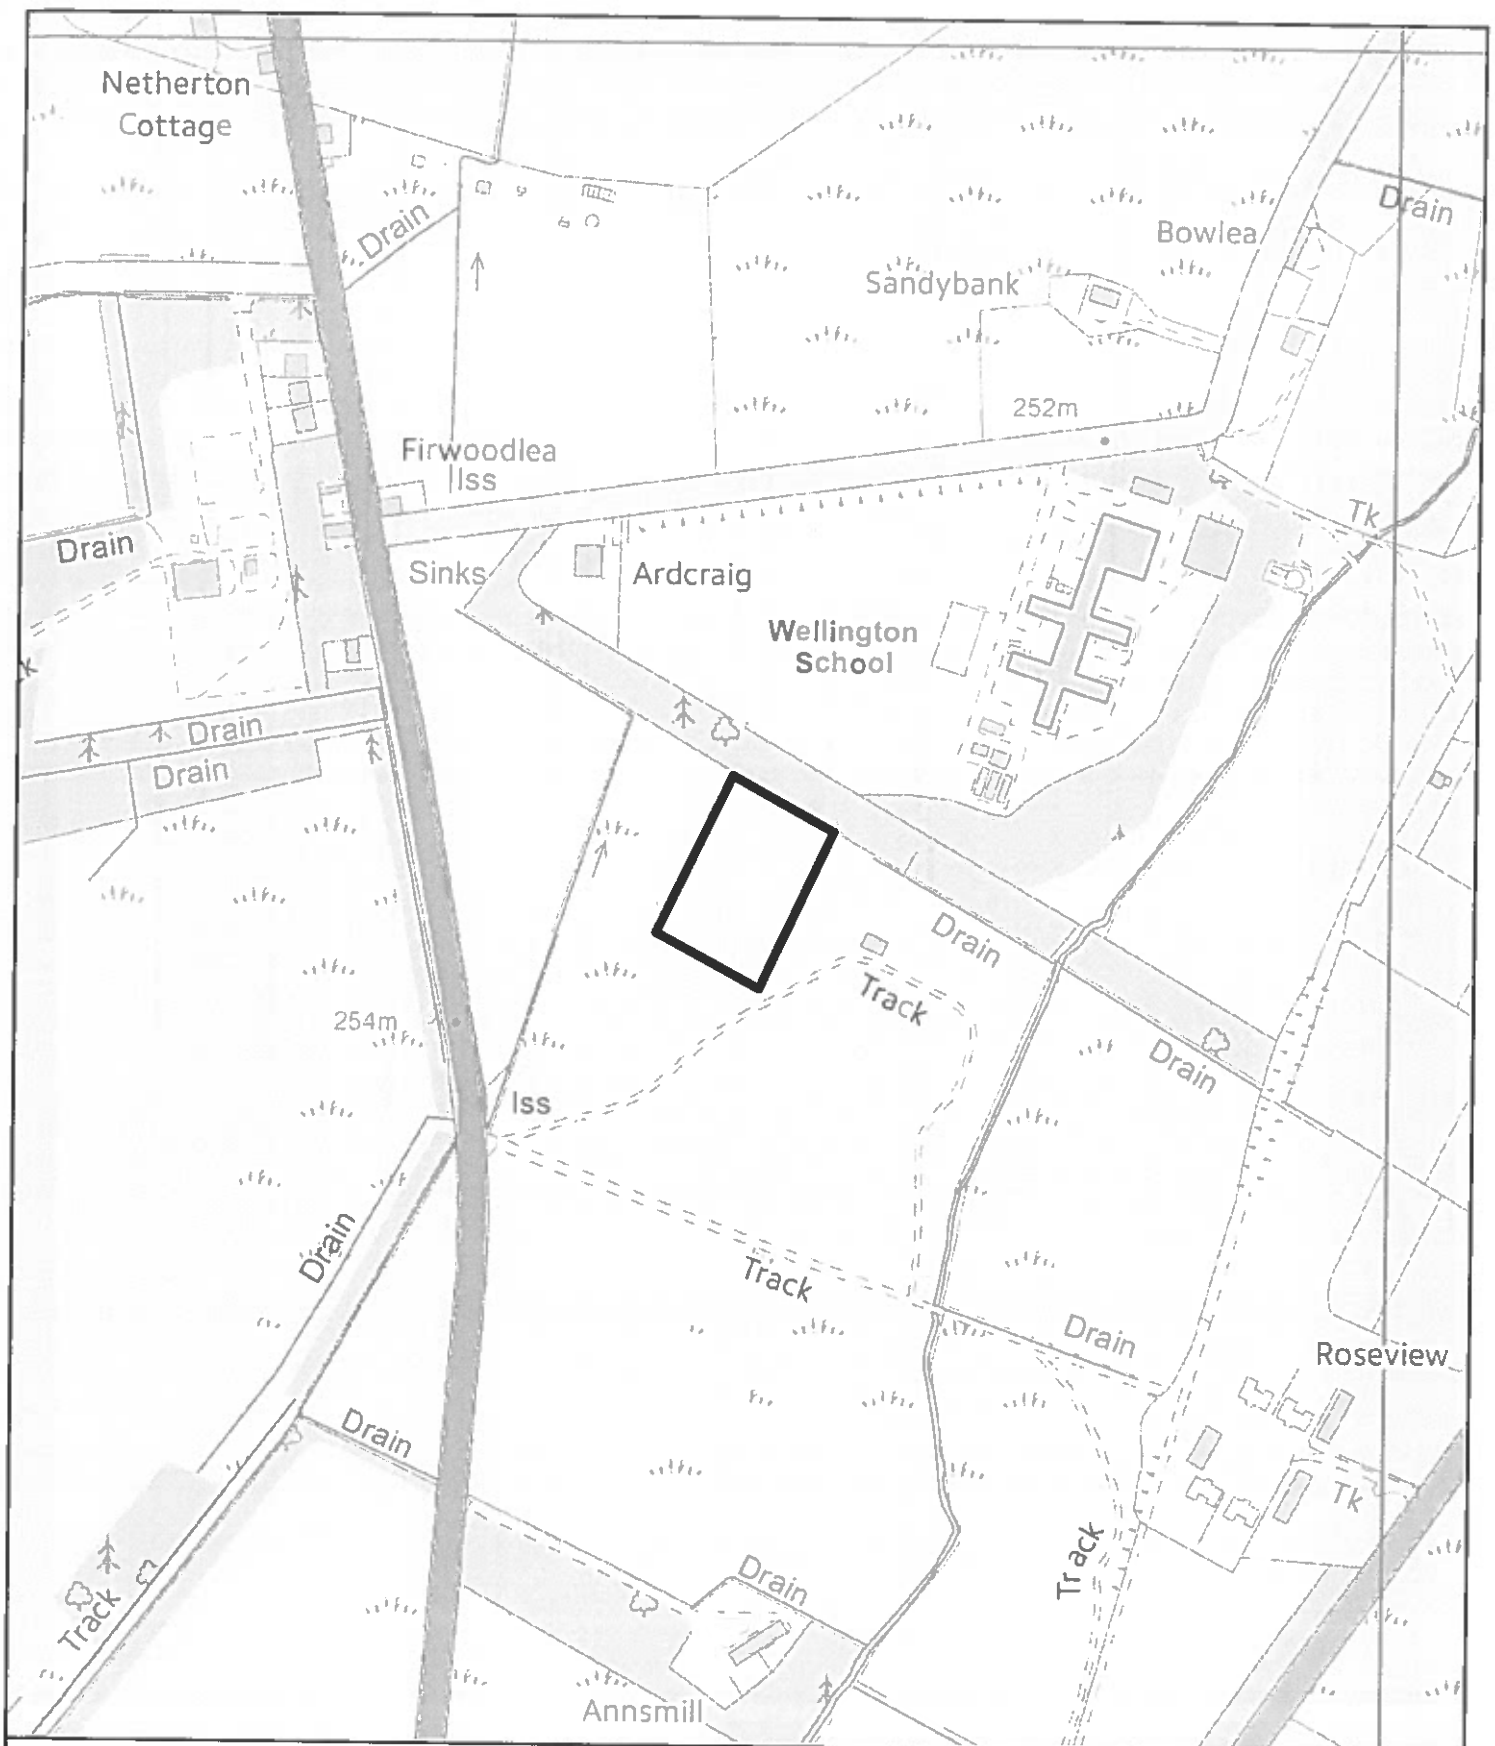 Netherton
Cottage
Drain
Drain
Bowlea
Sandybank
252m
Firwoodlea
Iss
Tk
Drain
Sinks
Ardcraig
Wellington
School
k
Drain
Drain
Drain
Track
254m
Drain
Iss
Drain
Track
Drain
Roseview
Drain
Tk
Track
Drain
Track
Annsmill